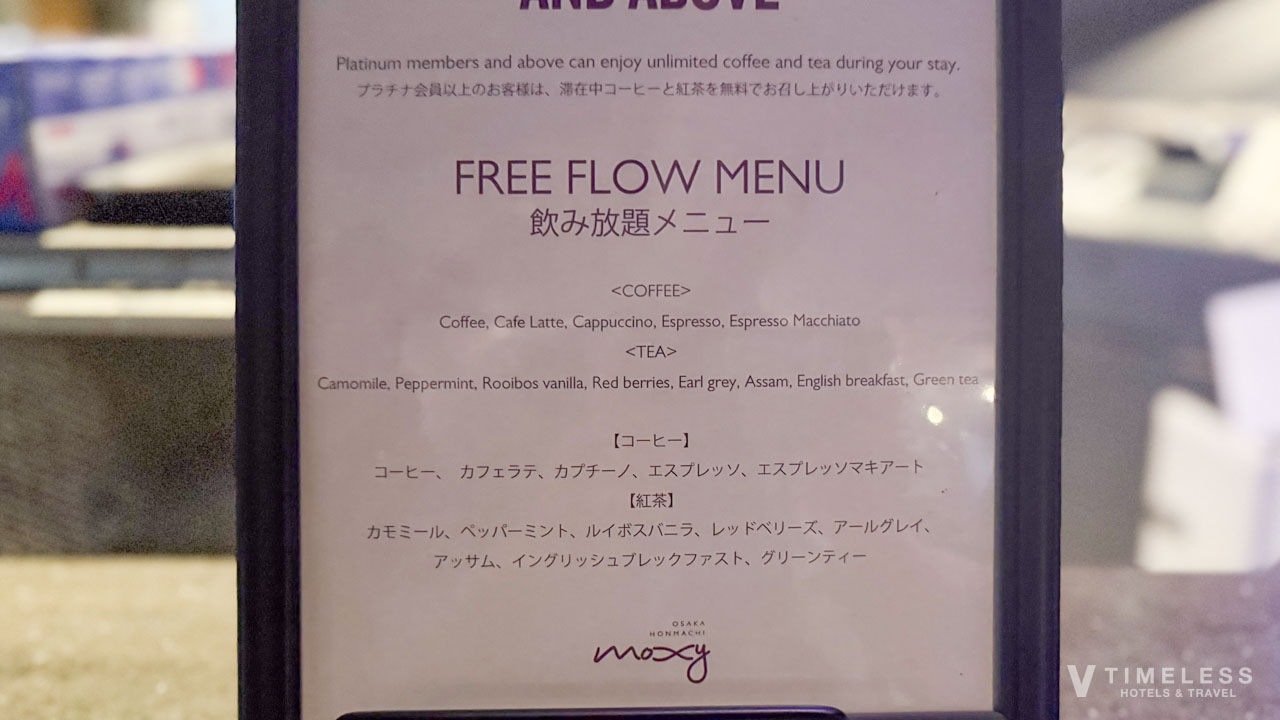 AND ABOVE
Platinum members and above can enjoy unlimited coffee and tea during your stay.
プラチナ会員以上のお客様は、滞在中コーヒーと紅茶を無料でお召し上がりいただけます。
FREE FLOW MENU
飲み放題メニュー
<COFFEE>
Coffee, Cafe Latte, Cappuccino, Espresso, Espresso Macchiato
<TEA>
Camomile, Peppermint, Rooibos vanilla, Red berries, Earl grey, Assam, English breakfast, Green tea
【コーヒー】
コーヒー、 カフェラテ、カプチーノ、エスプレッソ、エスプレッソマキアート
【紅茶】
カモミール、ペッパーミント、ルイボスバニラ、レッドベリーズ、アールグレイ、
アッサム、イングリッシュブレックファスト、グリーンティー
OSAKA
HONMACHI
moxy
V TIMELESS
HOTELS & TRAVEL